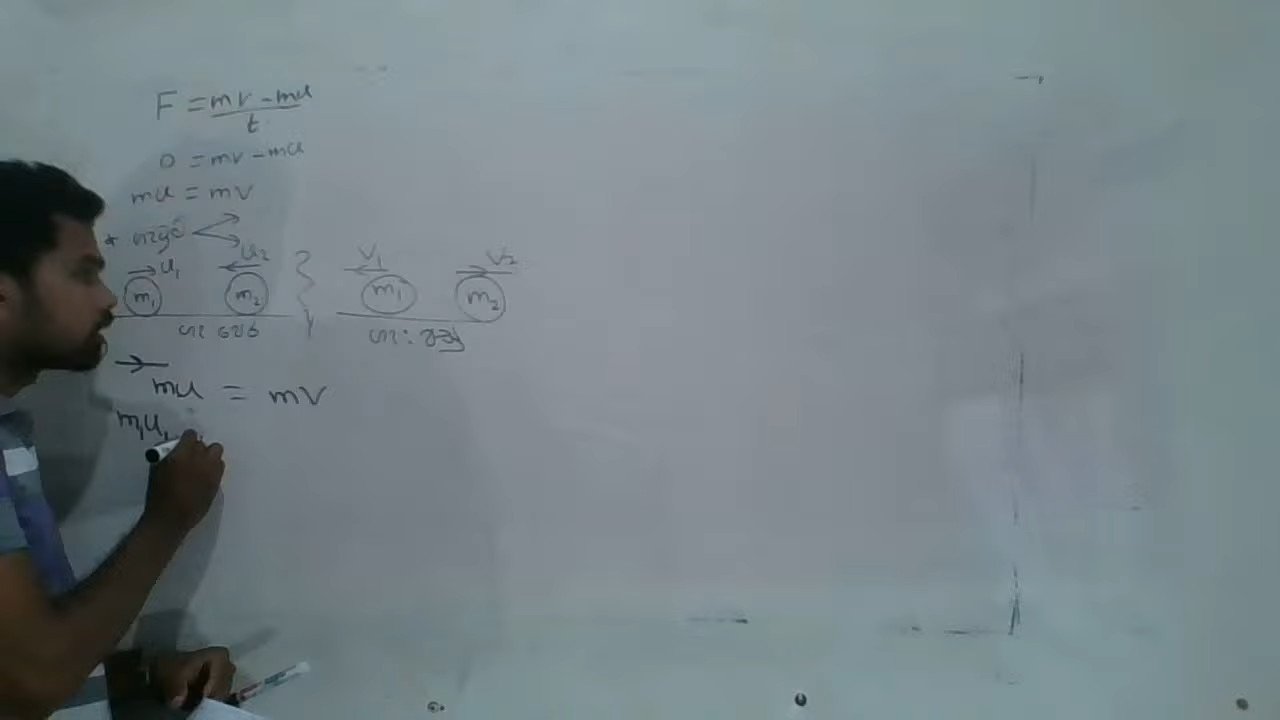 F = mv - mu / t
0 = mv - mu
mu = mv
*
u₁ u₂ v₁ v₂
m₁ m₂ m₁ m₂
mu = mv
m₁u₁